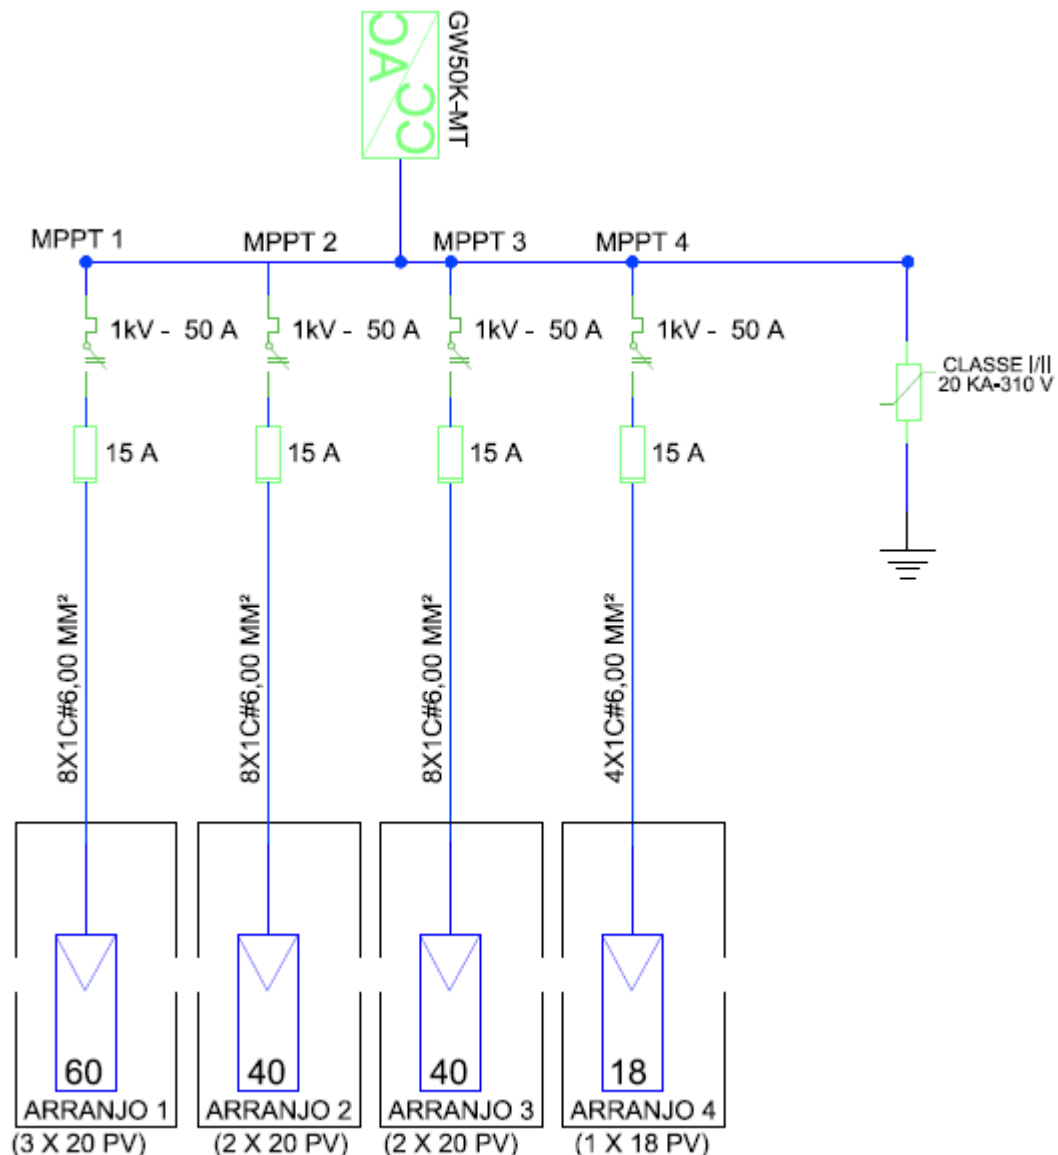 CA
CC
GW50K-MT
MPPT 1
MPPT 2
MPPT 3
MPPT 4
1kV - 50 A
1kV - 50 A
1kV - 50 A
1kV - 50 A
CLASSE I/II
20 KA-310 V
15 A
15 A
15 A
15 A
8X1C#6,00 MM²
8X1C#6,00 MM²
8X1C#6,00 MM²
4X1C#6,00 MM²
60
40
40
18
ARRANJO 1
ARRANJO 2
ARRANJO 3
ARRANJO 4
(3 X 20 PV)
(2 X 20 PV)
(2 X 20 PV)
(1 X 18 PV)